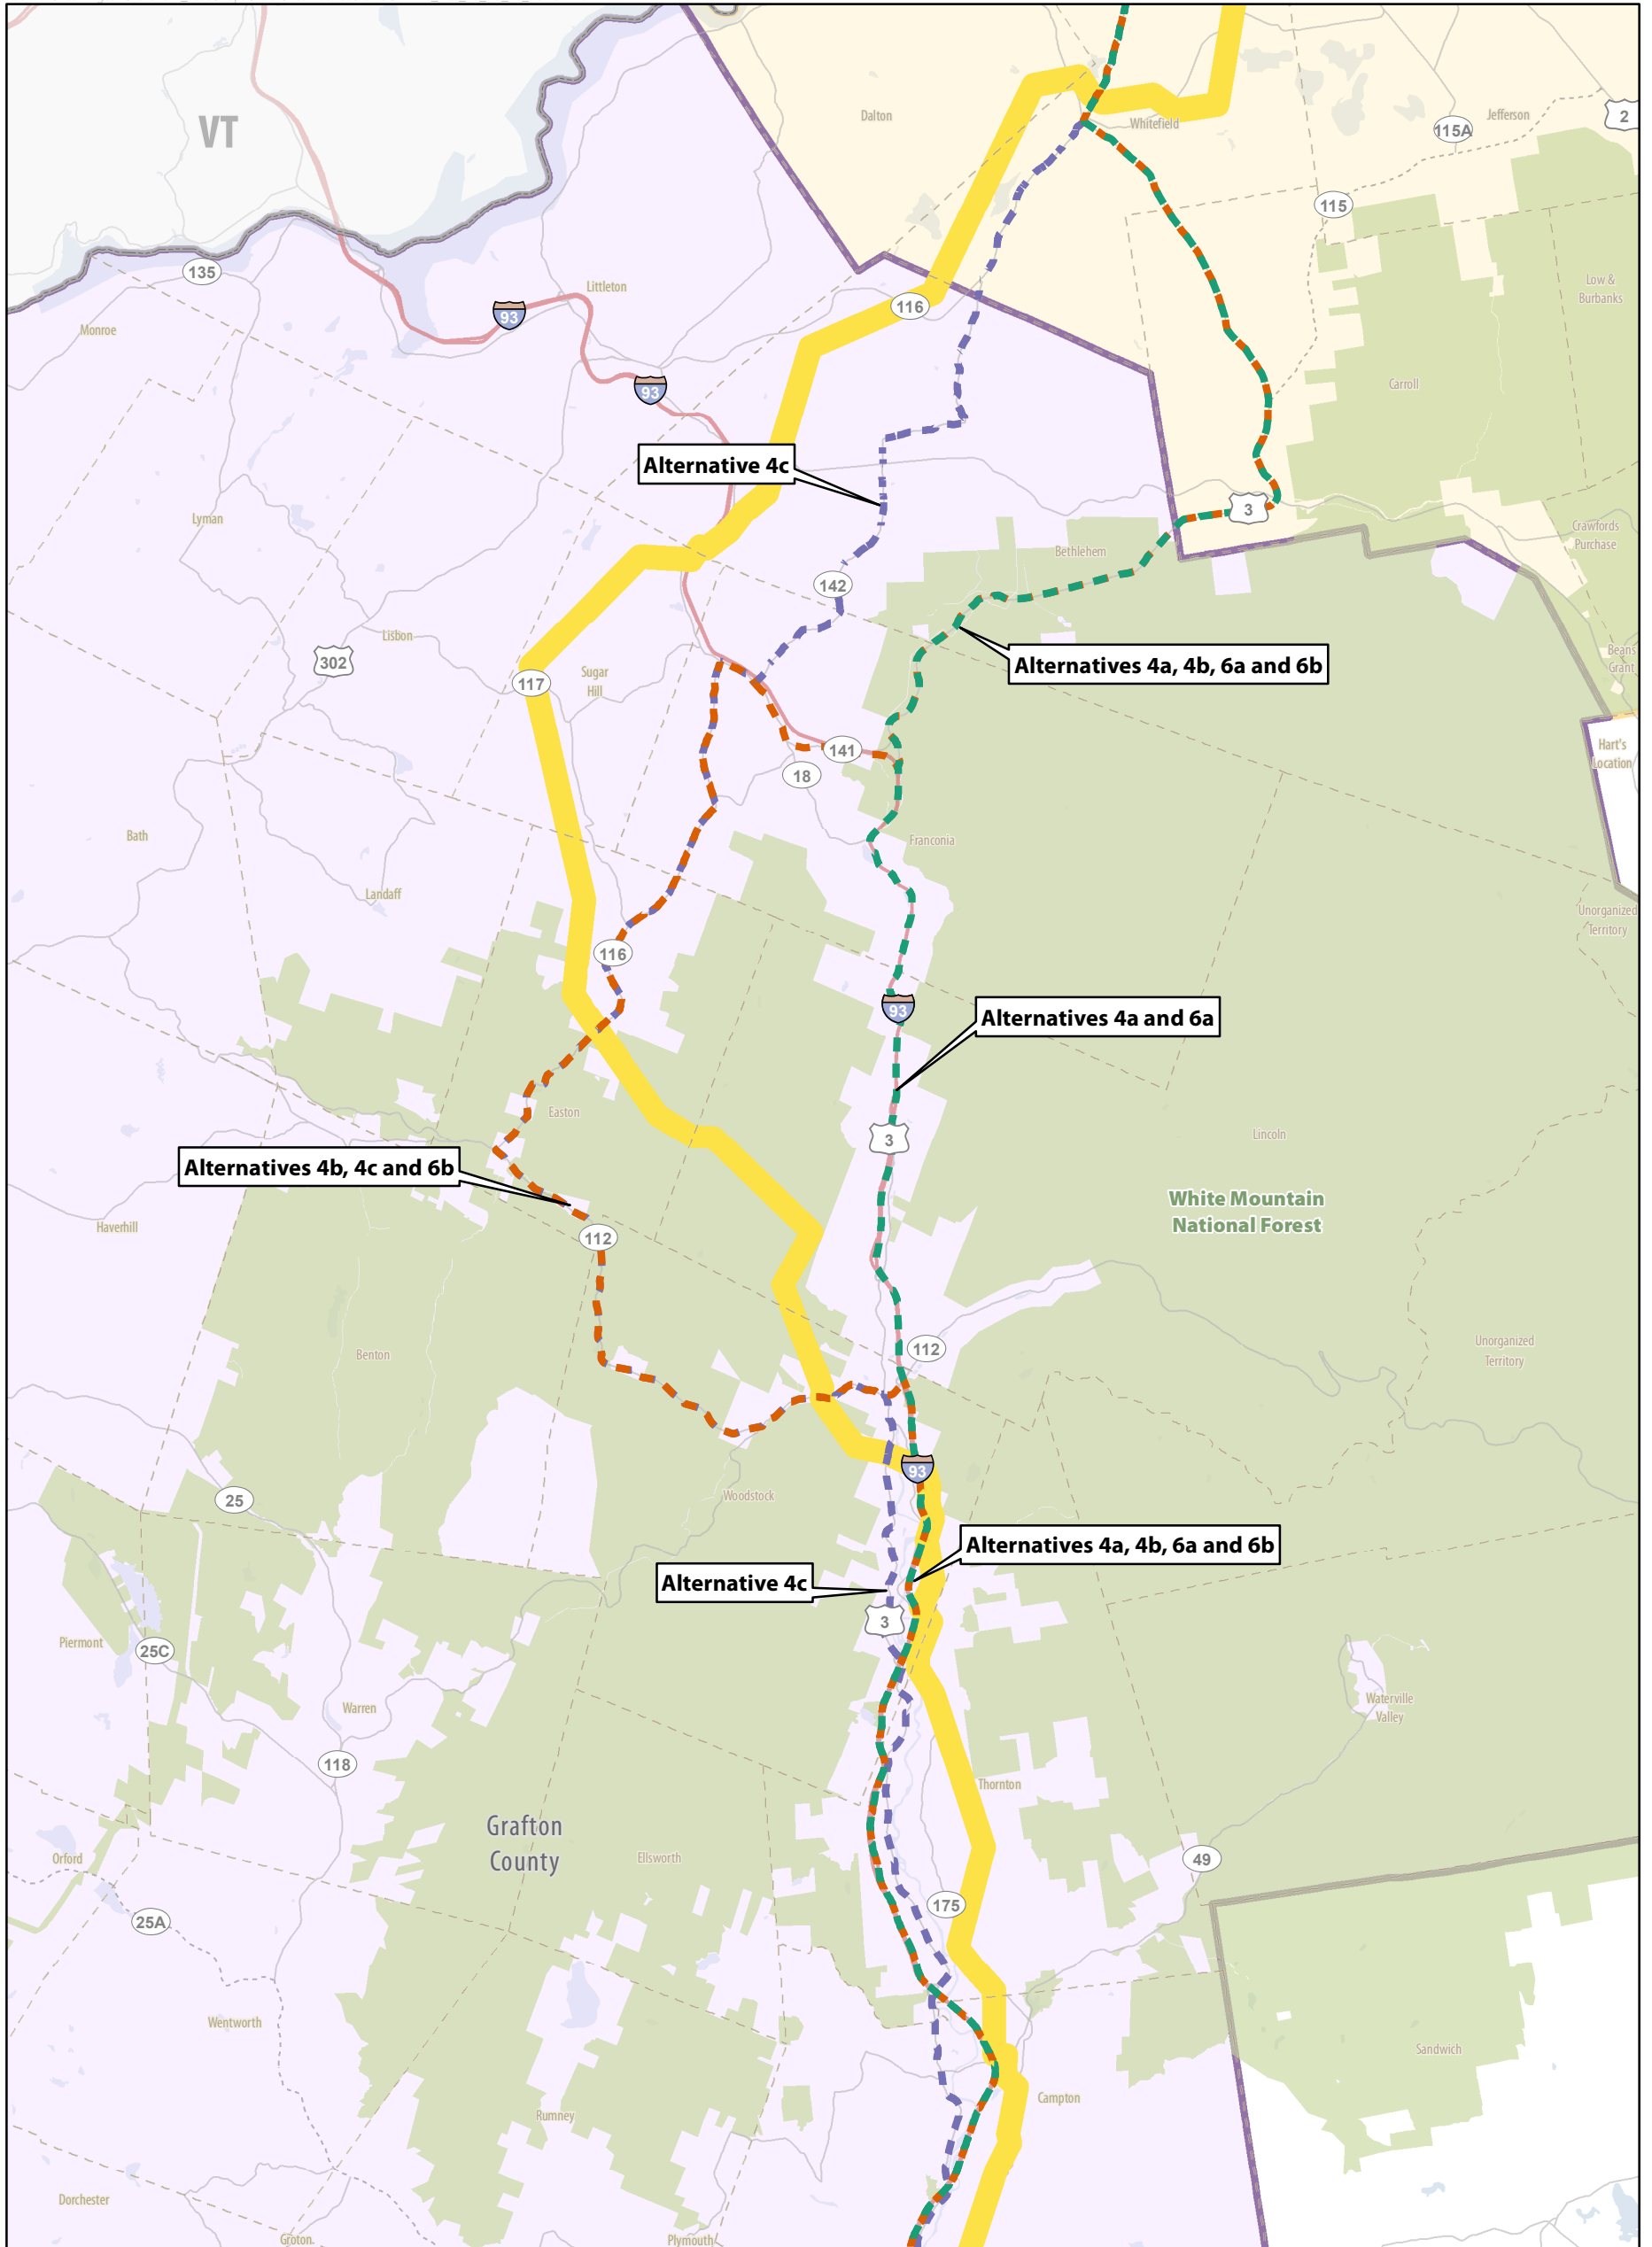 VT
Dalton
Whitefield
Jefferson
2
115A
115
135
Littleton
Low &
Burbanks
93
116
Monroe
93
Carroll
Alternative 4c
3
Lyman
Crawfords
Purchase
Bethlehem
142
Lisbon
302
Sugar
Hill
Alternatives 4a, 4b, 6a and 6b
Beans
Grant
117
Hart's
Location
141
18
Bath
Franconia
Landaff
Unorganized
Territory
116
93
Alternatives 4a and 6a
Easton
Lincoln
3
Alternatives 4b, 4c and 6b
White Mountain
National Forest
Haverhill
112
112
Unorganized
Territory
Benton
93
25
Woodstock
Alternatives 4a, 4b, 6a and 6b
Alternative 4c
3
Piermont
25C
Waterville
Valley
Warren
118
Thornton
Grafton
County
Orford
Ellsworth
49
175
25A
Wentworth
Sandwich
Campton
Rumney
Dorchester
Groton
Plymouth